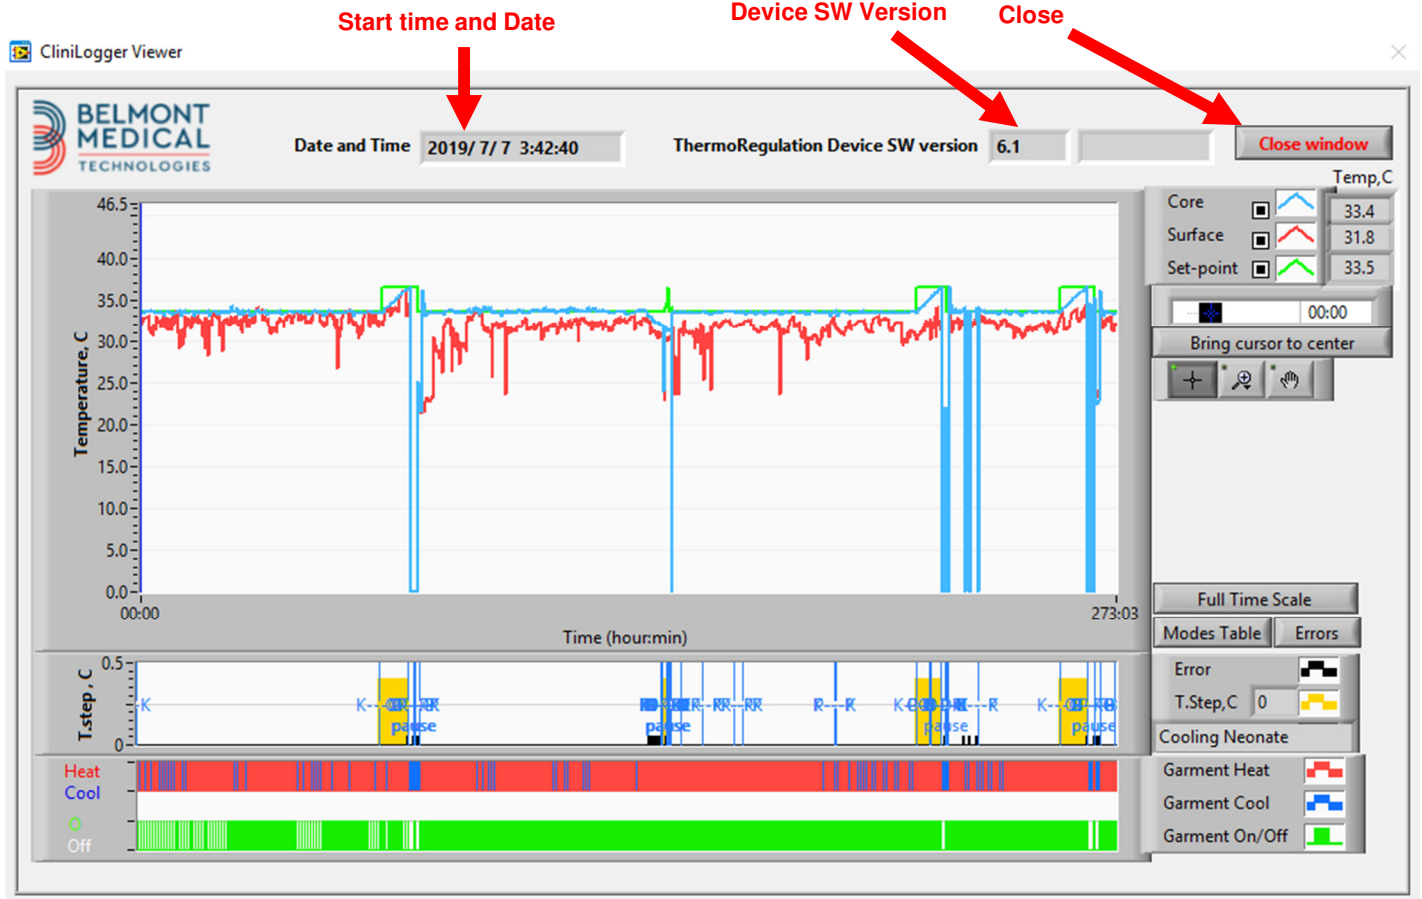 Start time and Date
Device SW Version
Close
CliniLogger Viewer
BELMONT
MEDICAL
TECHNOLOGIES
Date and Time 2019/ 7/ 7 3:42:40
ThermoRegulation Device SW version 6.1
Close window
Temp,C
Core 33.4
Surface 31.8
Set-point 33.5
00:00
Bring cursor to center
Temperature, C
46.5
40.0
35.0
30.0
25.0
20.0
15.0
10.0
5.0
0.0
00:00
273:03
Time (hour:min)
Full Time Scale
Modes Table Errors
T.step, C
0.5
0
K
K
pause
pause
K
pause
K
pause
Error
T.Step,C 0
Cooling Neonate
Heat
Cool
O
Off
Garment Heat
Garment Cool
Garment On/Off